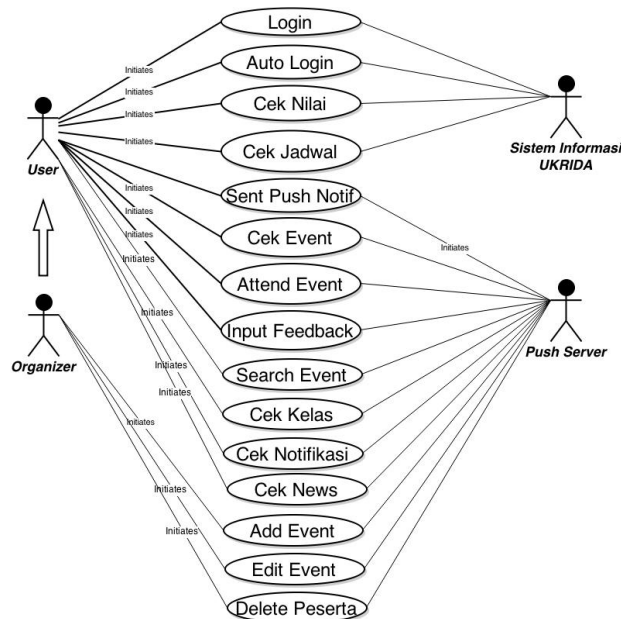 Login
Initiates
Auto Login
Initiates
Cek Nilai
Initiates
Sistem Informasi
UKRIDA
User
Initiates
Cek Jadwal
Initiates
Sent Push Notif
Initiates
Cek Event
Initiates
Initiates
Initiates
Attend Event
Initiates
Input Feedback
Initiates
Organizer
Push Server
Initiates
Search Event
Initiates
Cek Kelas
Initiates
Cek Notifikasi
Initiates
Cek News
Initiates
Add Event
Initiates
Edit Event
Delete Peserta